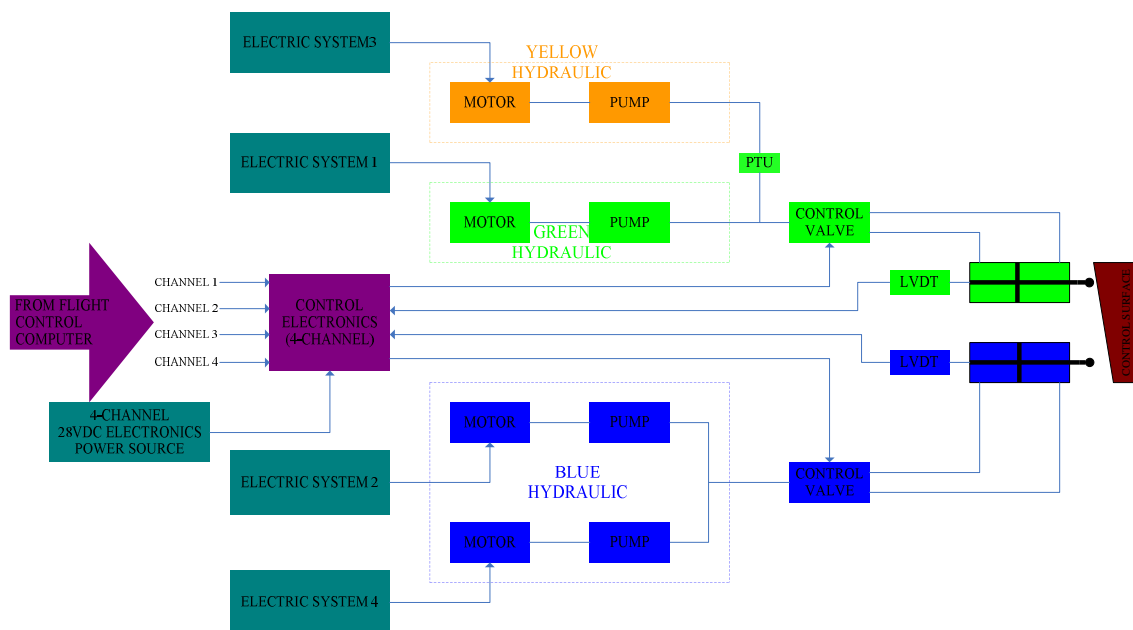 ELECTRIC SYSTEM3
YELLOW
HYDRAULIC
MOTOR
PUMP
ELECTRIC SYSTEM 1
PTU
MOTOR
PUMP
GREEN
HYDRAULIC
CONTROL
VALVE
FROM FLIGHT
CONTROL
COMPUTER
CHANNEL 1
CHANNEL 2
CHANNEL 3
CHANNEL 4
CONTROL
ELECTRONICS
(4-CHANNEL)
LVDT
LVDT
CONTROL SURFACE
4-CHANNEL
28VDC ELECTRONICS
POWER SOURCE
MOTOR
PUMP
ELECTRIC SYSTEM 2
BLUE
HYDRAULIC
CONTROL
VALVE
MOTOR
PUMP
ELECTRIC SYSTEM 4